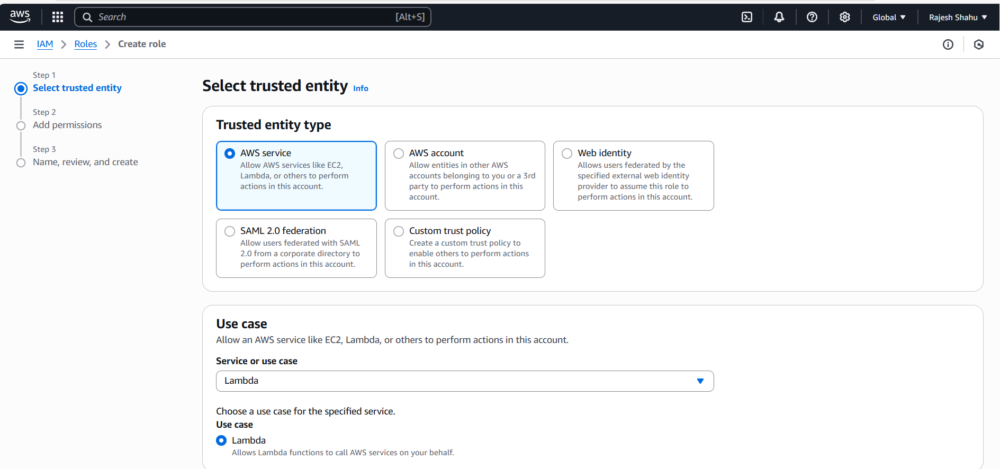 aws
Search [Alt+S]
Global
Rajesh Shahu
IAM
Roles
Create role
Step 1
Select trusted entity
Step 2
Add permissions
Step 3
Name, review, and create
Select trusted entity Info
Trusted entity type
AWS service
Allow AWS services like EC2,
Lambda, or others to perform
actions in this account.
AWS account
Allow entities in other AWS
accounts belonging to you or a 3rd
party to perform actions in this
account.
Web identity
Allows users federated by the
specified external web identity
provider to assume this role to
perform actions in this account.
SAML 2.0 federation
Allow users federated with SAML
2.0 from a corporate directory to
perform actions in this account.
Custom trust policy
Create a custom trust policy to
enable others to perform actions
in this account.
Use case
Allow an AWS service like EC2, Lambda, or others to perform actions in this account.
Service or use case
Lambda
Choose a use case for the specified service.
Use case
Lambda
Allows Lambda functions to call AWS services on your behalf.